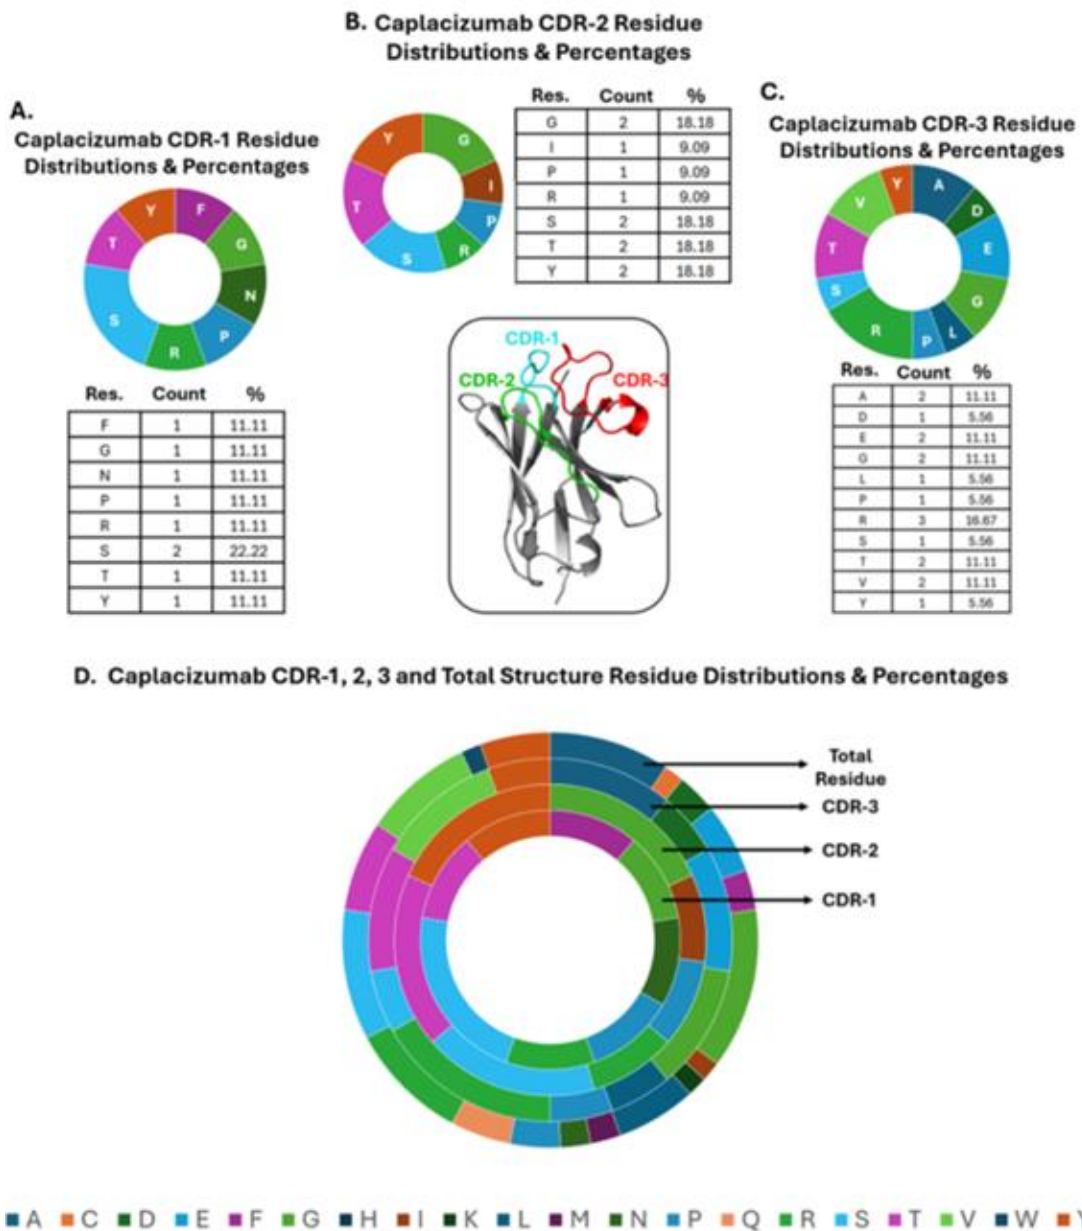 B. Caplacizumab CDR-2 Residue
Distributions & Percentages
Y
G
I
P
R
S
T
Res. Count %
G 2 18.18
I 1 9.09
P 1 9.09
R 1 9.09
S 2 18.18
T 2 18.18
Y 2 18.18
A.
Caplacizumab CDR-1 Residue
Distributions & Percentages
Y
F
G
N
P
R
S
T
Res. Count %
F 1 11.11
G 1 11.11
N 1 11.11
P 1 11.11
R 1 11.11
S 2 22.22
T 1 11.11
Y 1 11.11
CDR-1
CDR-2
CDR-3
C.
Caplacizumab CDR-3 Residue
Distributions & Percentages
Y
A
D
E
G
L
P
R
S
T
V
Res. Count %
A 2 11.11
D 1 5.56
E 2 11.11
G 2 11.11
L 1 5.56
P 1 5.56
R 3 16.67
S 1 5.56
T 2 11.11
V 2 11.11
Y 1 5.56
D. Caplacizumab CDR-1, 2, 3 and Total Structure Residue Distributions & Percentages
Total
Residue
CDR-3
CDR-2
CDR-1
A C D E F G H I K L M N P Q R S T V W